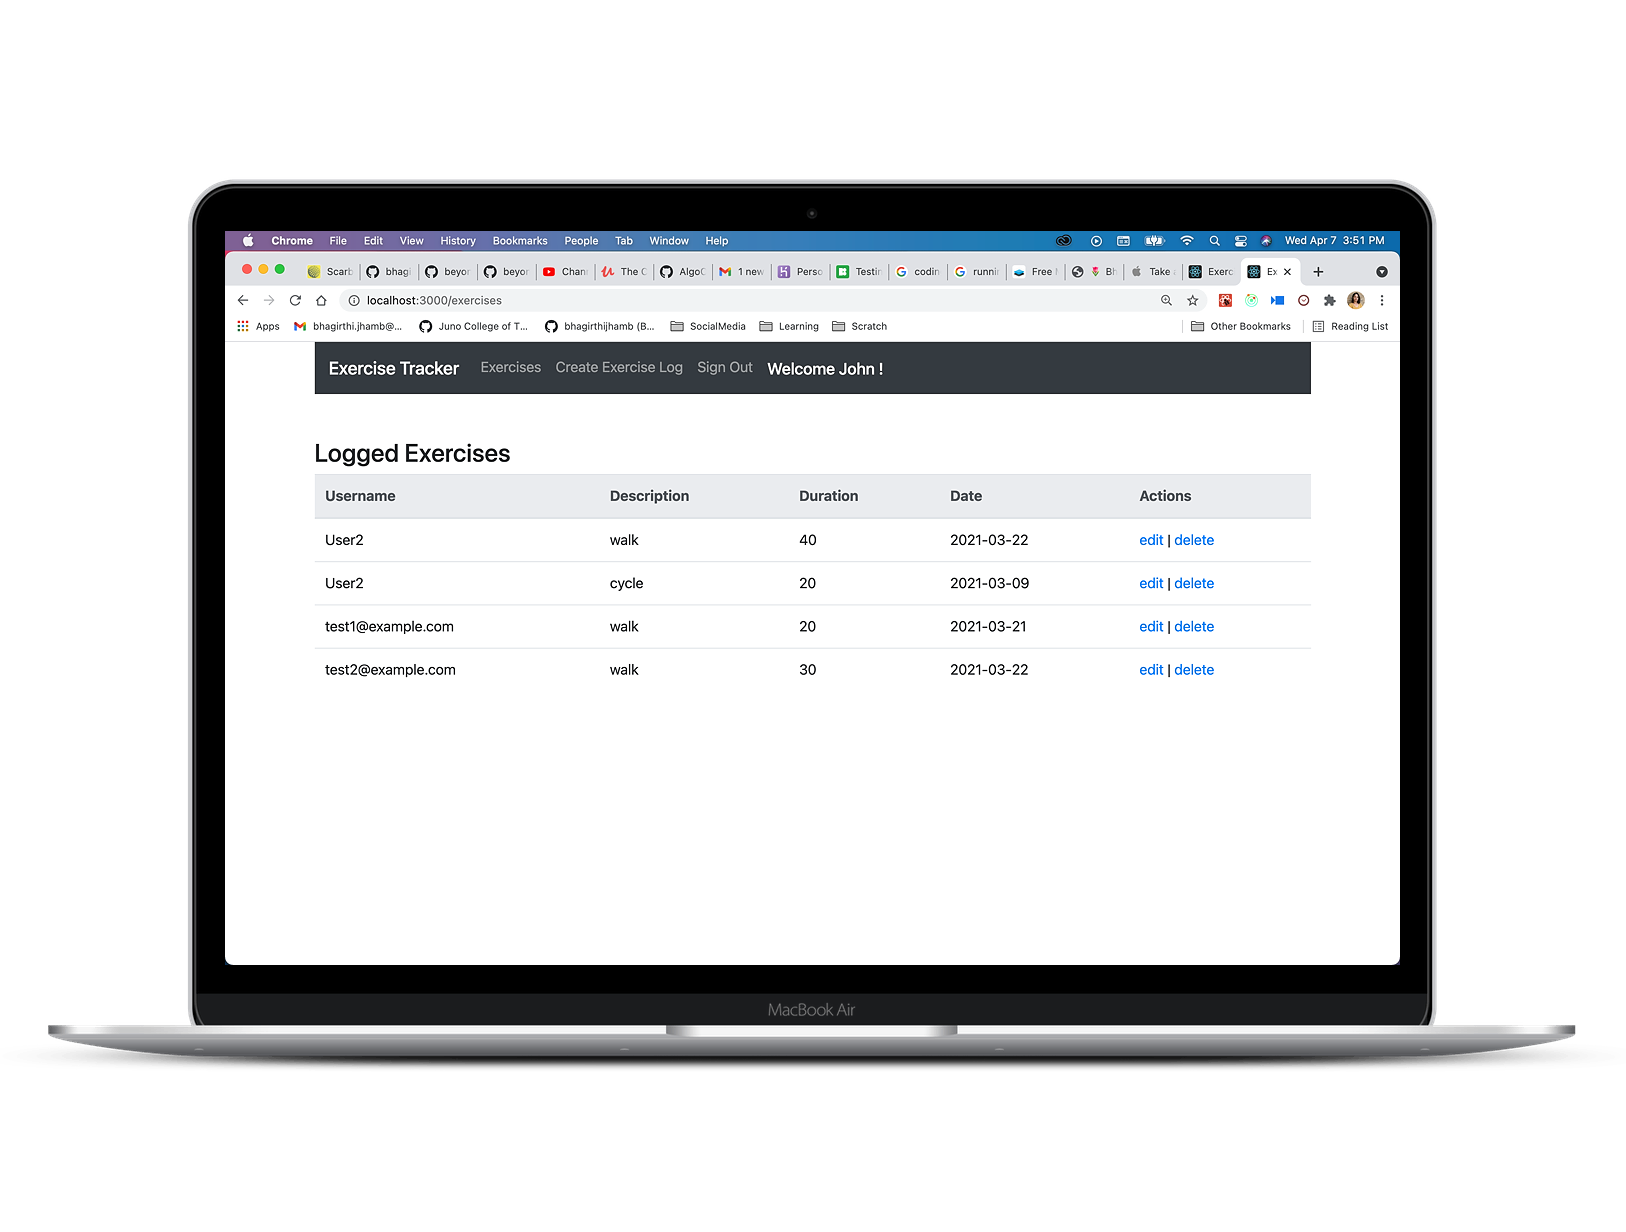 Chrome File Edit View History Bookmarks People Tab Window Help Wed Apr 7 3:51 PM
Scarb bhagi beyor beyor Chan The C Algo 1 new Perso Testin codin runni Free Bh Take Exerc Ex
localhost:3000/exercises
Apps bhagirthi.jhamb@... Juno College of T... bhagirthijhamb (B... SocialMedia Learning Scratch Other Bookmarks Reading List
Exercise Tracker Exercises Create Exercise Log Sign Out Welcome John !
Logged Exercises
Username Description Duration Date Actions
User2 walk 40 2021-03-22 edit | delete
User2 cycle 20 2021-03-09 edit | delete
test1@example.com walk 20 2021-03-21 edit | delete
test2@example.com walk 30 2021-03-22 edit | delete
MacBook Air